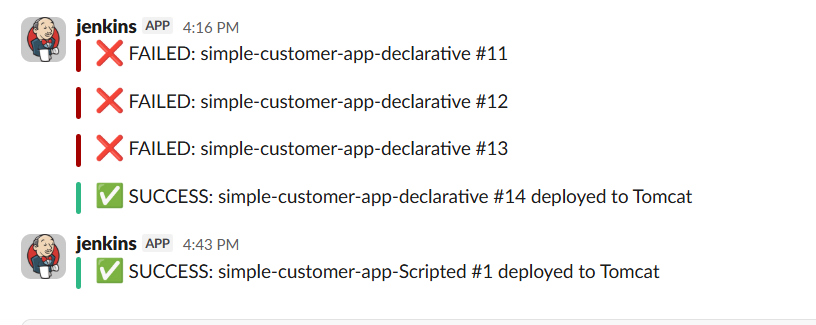 jenkins APP 4:16 PM
❌ FAILED: simple-customer-app-declarative #11
❌ FAILED: simple-customer-app-declarative #12
❌ FAILED: simple-customer-app-declarative #13
✅ SUCCESS: simple-customer-app-declarative #14 deployed to Tomcat
jenkins APP 4:43 PM
✅ SUCCESS: simple-customer-app-Scripted #1 deployed to Tomcat